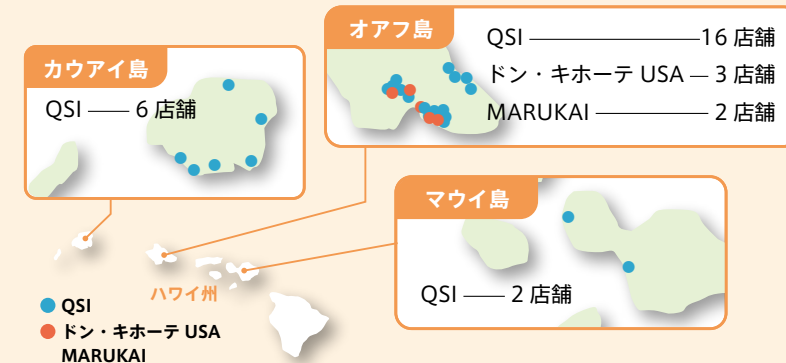 オアフ島
QSI 16 店舗
ドン・キホーテ USA 3 店舗
MARUKAI 2 店舗
カウアイ島
QSI 6 店舗
マウイ島
QSI 2 店舗
ハワイ州
QSI
ドン・キホーテ USA
MARUKAI